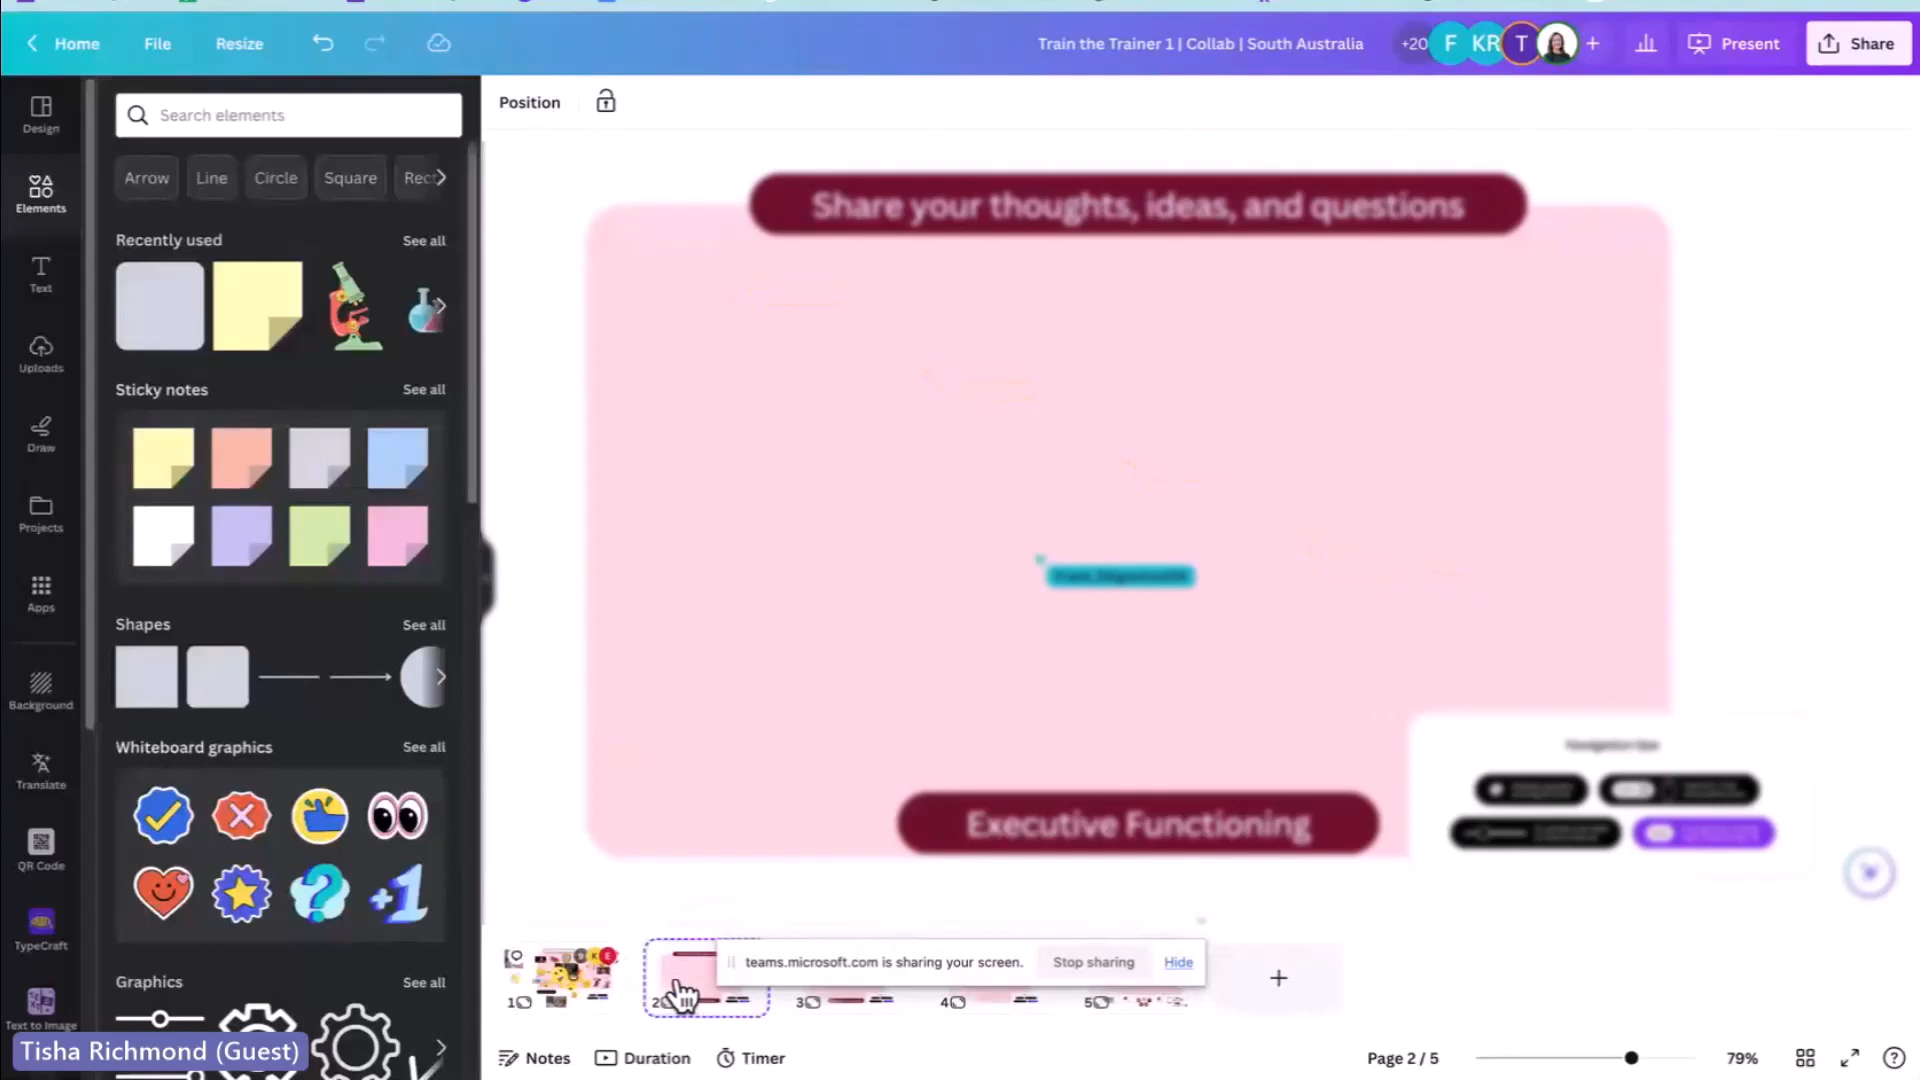 Home
File
Resize
Train the Trainer 1 | Collab | South Australia
+20
F
KR
T
+
Present
Share
Design
Elements
Text
Uploads
Draw
Projects
Apps
Background
Translate
QR Code
TypeCraft
Text to Image
Search elements
Arrow
Line
Circle
Square
Rect
Recently used
See all
Sticky notes
See all
Shapes
See all
Whiteboard graphics
See all
?
+1
Graphics
See all
Position
Share your thoughts, ideas, and questions
Executive Functioning
1
2
3
4
5
+
teams.microsoft.com is sharing your screen.
Stop sharing
Hide
Tisha Richmond (Guest)
Notes
Duration
Timer
Page 2 / 5
79%
?